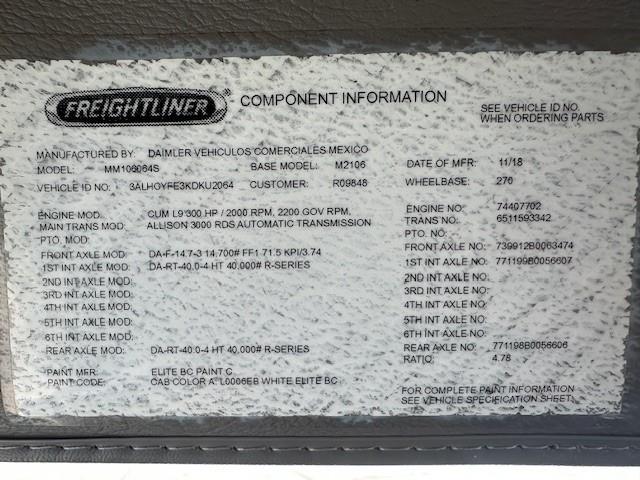 FREIGHTLINER® COMPONENT INFORMATION
SEE VEHICLE ID NO.
WHEN ORDERING PARTS
MANUFACTURED BY: DAIMLER VEHICULOS COMERCIALES MEXICO
MODEL: MM106064S BASE MODEL: M2106 DATE OF MFR: 11/18
VEHICLE ID NO: 3ALHOYFE3KDKU2064 CUSTOMER: R09848 WHEELBASE: 270
ENGINE MOD: CUM L9 300 HP / 2000 RPM, 2200 GOV RPM, ENGINE NO: 74407702
MAIN TRANS MOD: ALLISON 3000 RDS AUTOMATIC TRANSMISSION TRANS NO: 6511593342
PTO. MOD: PTO. NO:
FRONT AXLE MOD: DA-F-14.7-3 14,700# FF1 71.5 KPI/3.74 FRONT AXLE NO: 739912B0063474
1ST INT AXLE MOD: DA-RT-40.0-4 HT 40,000# R-SERIES 1ST INT AXLE NO: 771199B0056607
2ND INT AXLE MOD: 2ND INT AXLE NO:
3RD INT AXLE MOD: 3RD INT AXLE NO:
4TH INT AXLE MOD: 4TH INT AXLE NO:
5TH INT AXLE MOD: 5TH INT AXLE NO:
6TH INT AXLE MOD: 6TH INT AXLE NO:
REAR AXLE MOD: DA-RT-40.0-4 HT 40,000# R-SERIES REAR AXLE NO: 771198B0056606
RATIO: 4.78
PAINT MFR: ELITE BC PAINT C
PAINT CODE: CAB COLOR A: L0006EB WHITE ELITE BC
FOR COMPLETE PAINT INFORMATION
SEE VEHICLE SPECIFICATION SHEET.